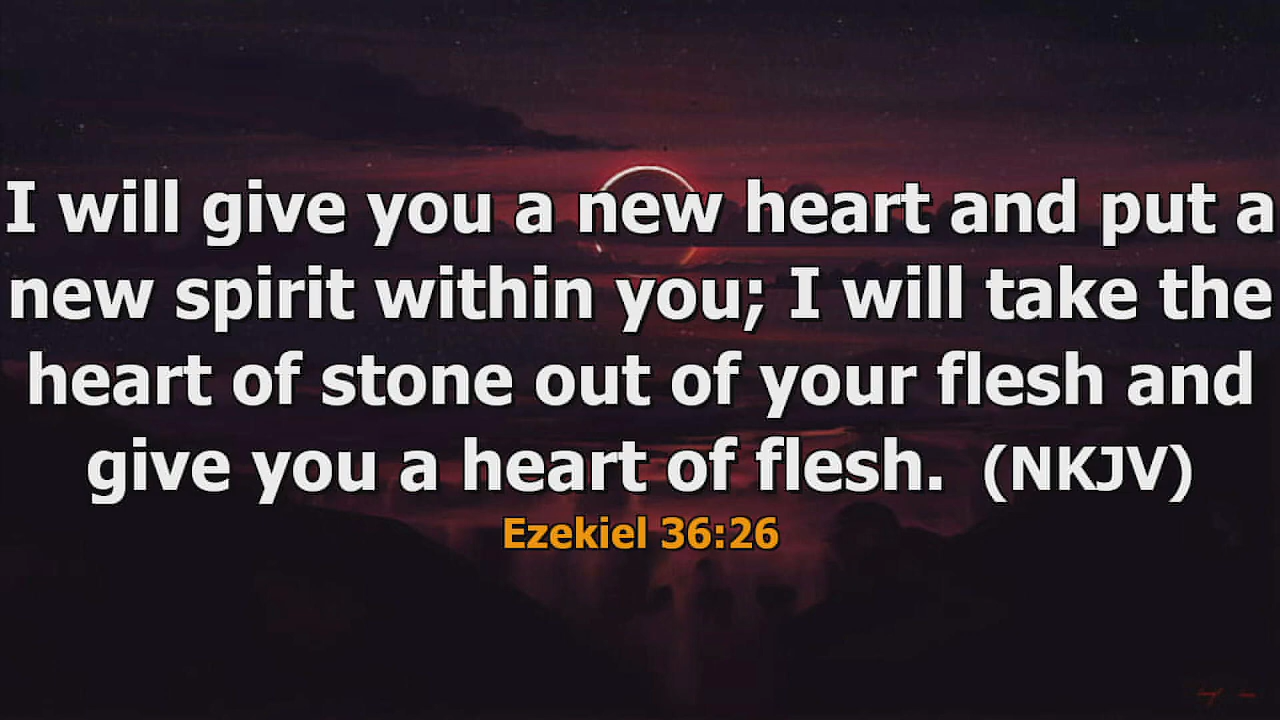 I will give you a new heart and put a
new spirit within you; I will take the
heart of stone out of your flesh and
give you a heart of flesh.  (NKJV)
Ezekiel 36:26